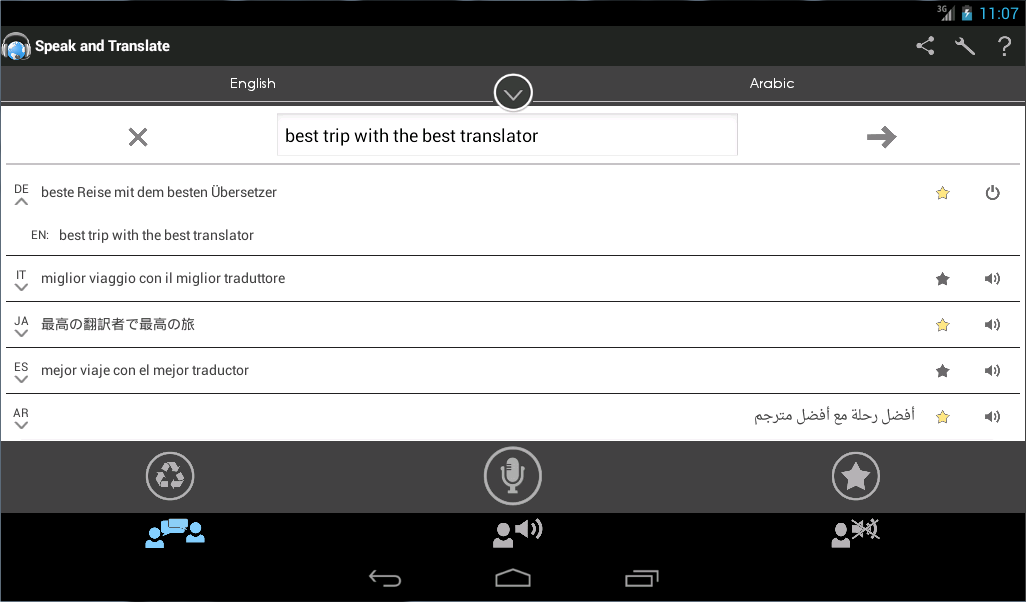 3G 11:07
Speak and Translate
English Arabic
best trip with the best translator
DE beste Reise mit dem besten Übersetzer
EN: best trip with the best translator
IT miglior viaggio con il miglior traduttore
JA 最高の翻訳者で最高の旅
ES mejor viaje con el mejor traductor
AR أفضل رحلة مع أفضل مترجم